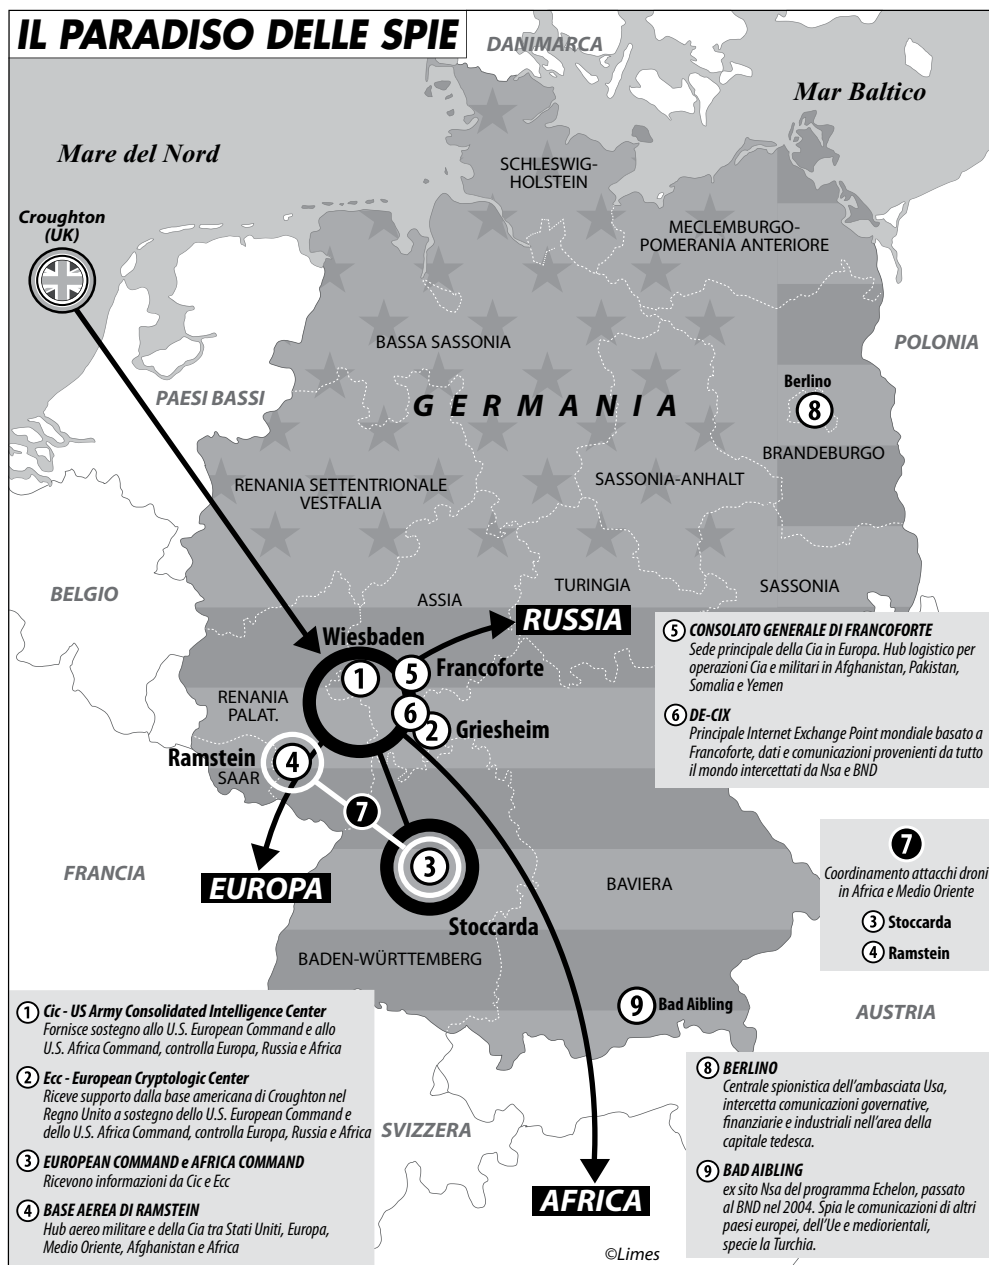 IL PARADISO DELLE SPIE
DANIMARCA
Mar Baltico
Mare del Nord
SCHLESWIG-
HOLSTEIN
Croughton
(UK)
MECLEMBURGO-
POMERANIA ANTERIORE
BASSA SASSONIA
POLONIA
PAESI BASSI
GERMANIA
Berlino
8
BRANDEBURGO
RENANIA SETTENTRIONALE
VESTFALIA
SASSONIA-ANHALT
BELGIO
ASSIA
TURINGIA
SASSONIA
RUSSIA
Wiesbaden
1
5
Francoforte
RENANIA
PALAT.
6
2
Griesheim
Ramstein
4
SAAR
7
3
FRANCIA
EUROPA
Stoccarda
BAVIERA
BADEN-WÜRTTEMBERG
9
Bad Aibling
AUSTRIA
SVIZZERA
AFRICA
5 CONSOLATO GENERALE DI FRANCOFORTE
Sede principale della Cia in Europa. Hub logistico per
operazioni Cia e militari in Afghanistan, Pakistan,
Somalia e Yemen
6 DE-CIX
Principale Internet Exchange Point mondiale basato a
Francoforte, dati e comunicazioni provenienti da tutto
il mondo intercettati da Nsa e BND
7
Coordinamento attacchi droni
in Africa e Medio Oriente
3 Stoccarda
4 Ramstein
1 Cic - US Army Consolidated Intelligence Center
Fornisce sostegno allo U.S. European Command e allo
U.S. Africa Command, controlla Europa, Russia e Africa
2 Ecc - European Cryptologic Center
Riceve supporto dalla base americana di Croughton nel
Regno Unito a sostegno dello U.S. European Command e
dello U.S. Africa Command, controlla Europa, Russia e Africa
3 EUROPEAN COMMAND e AFRICA COMMAND
Ricevono informazioni da Cic e Ecc
4 BASE AEREA DI RAMSTEIN
Hub aereo militare e della Cia tra Stati Uniti, Europa,
Medio Oriente, Afghanistan e Africa
8 BERLINO
Centrale spionistica dell'ambasciata Usa,
intercetta comunicazioni governative,
finanziarie e industriali nell'area della
capitale tedesca.
9 BAD AIBLING
ex sito Nsa del programma Echelon, passato
al BND nel 2004. Spia le comunicazioni di altri
paesi europei, dell'Ue e mediorientali,
specie la Turchia.
©Limes